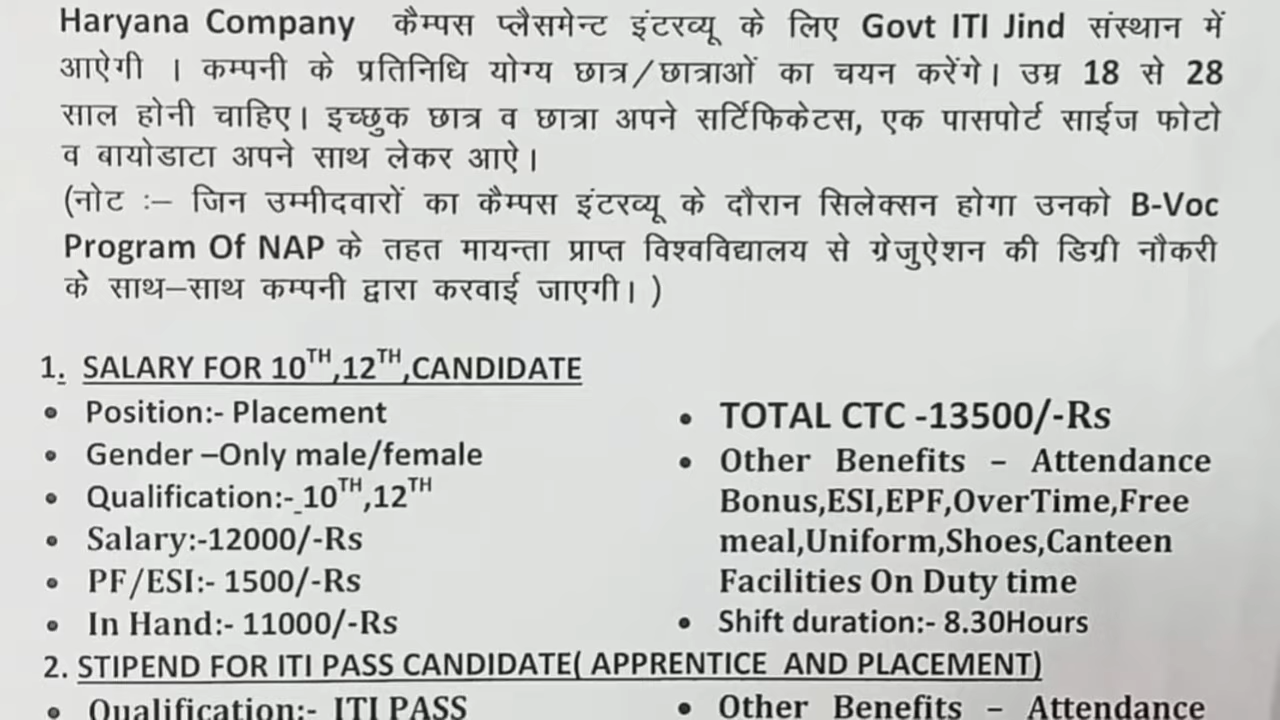 Haryana Company कैम्पस प्लैसमेन्ट इंटरव्यू के लिए Govt ITI Jind संस्थान में
आऐगी । कम्पनी के प्रतिनिधि योग्य छात्र/छात्राओं का चयन करेंगे। उम्र 18 से 28
साल होनी चाहिए। इच्छुक छात्र व छात्रा अपने सर्टिफिकेटस, एक पासपोर्ट साईज फोटो
व बायोडाटा अपने साथ लेकर आऐ।
(नोट :– जिन उम्मीदवारों का कैम्पस इंटरव्यू के दौरान सिलेक्सन होगा उनको B-Voc
Program Of NAP के तहत मायन्ता प्राप्त विश्वविद्यालय से ग्रेजुऐशन की डिग्री नौकरी
के साथ–साथ कम्पनी द्वारा करवाई जाएगी। )
1. SALARY FOR 10TH,12TH,CANDIDATE
• Position:- Placement
• Gender –Only male/female
• Qualification:- 10TH,12TH
• Salary:-12000/-Rs
• PF/ESI:- 1500/-Rs
• In Hand:- 11000/-Rs
• TOTAL CTC -13500/-Rs
• Other Benefits – Attendance
Bonus,ESI,EPF,OverTime,Free
meal,Uniform,Shoes,Canteen
Facilities On Duty time
• Shift duration:- 8.30Hours
2. STIPEND FOR ITI PASS CANDIDATE( APPRENTICE AND PLACEMENT)
• Qualification:- ITI PASS
• Other Benefits – Attendance